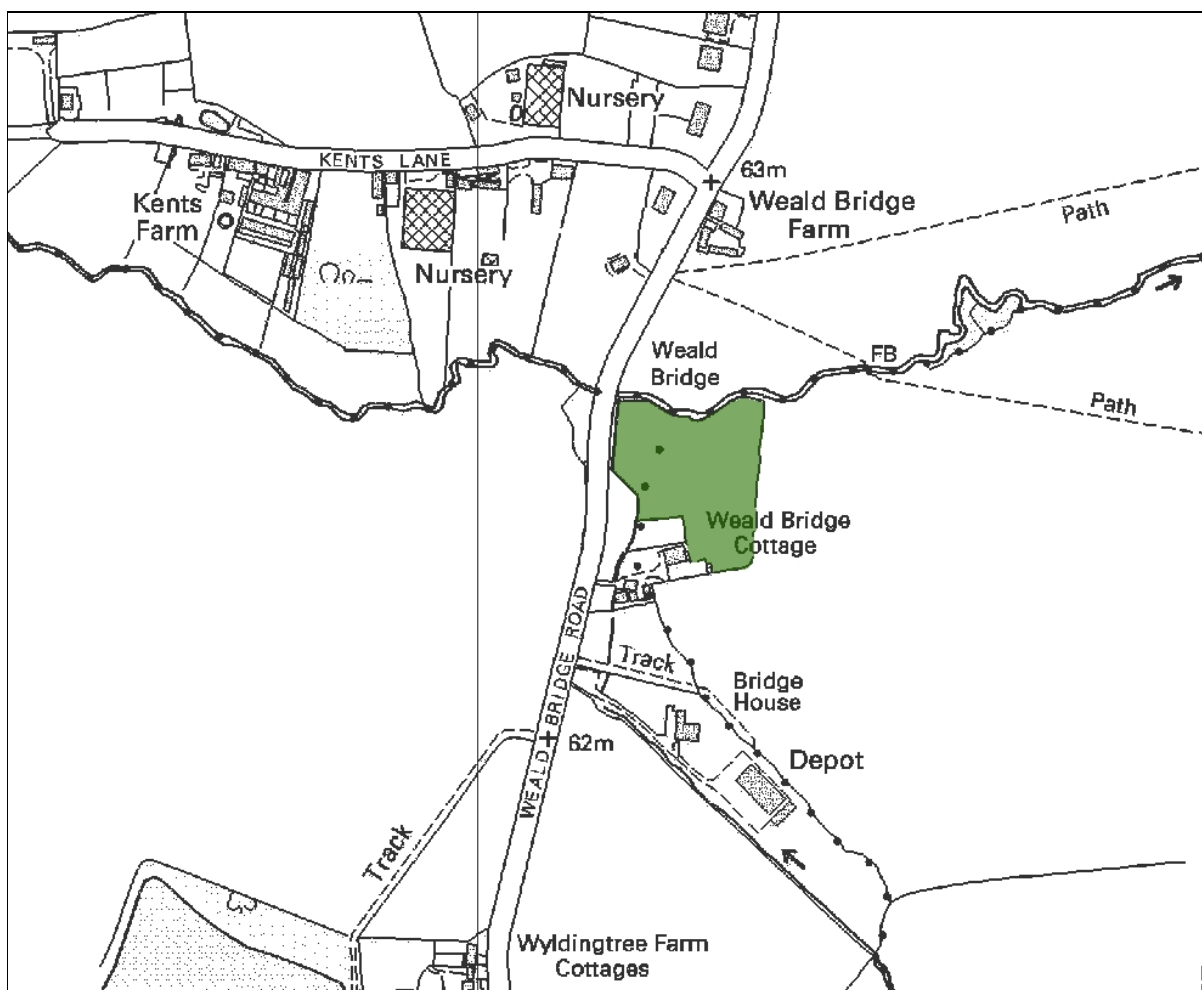 Nursery
KENTS LANE
63m
Kents
Farm
Weald Bridge
Farm
Path
Nursery
Weald
Bridge
FB
Path
Weald Bridge
Cottage
WEALD BRIDGE ROAD
Track
Bridge
House
62m
Depot
Track
Wyldingtree Farm
Cottages